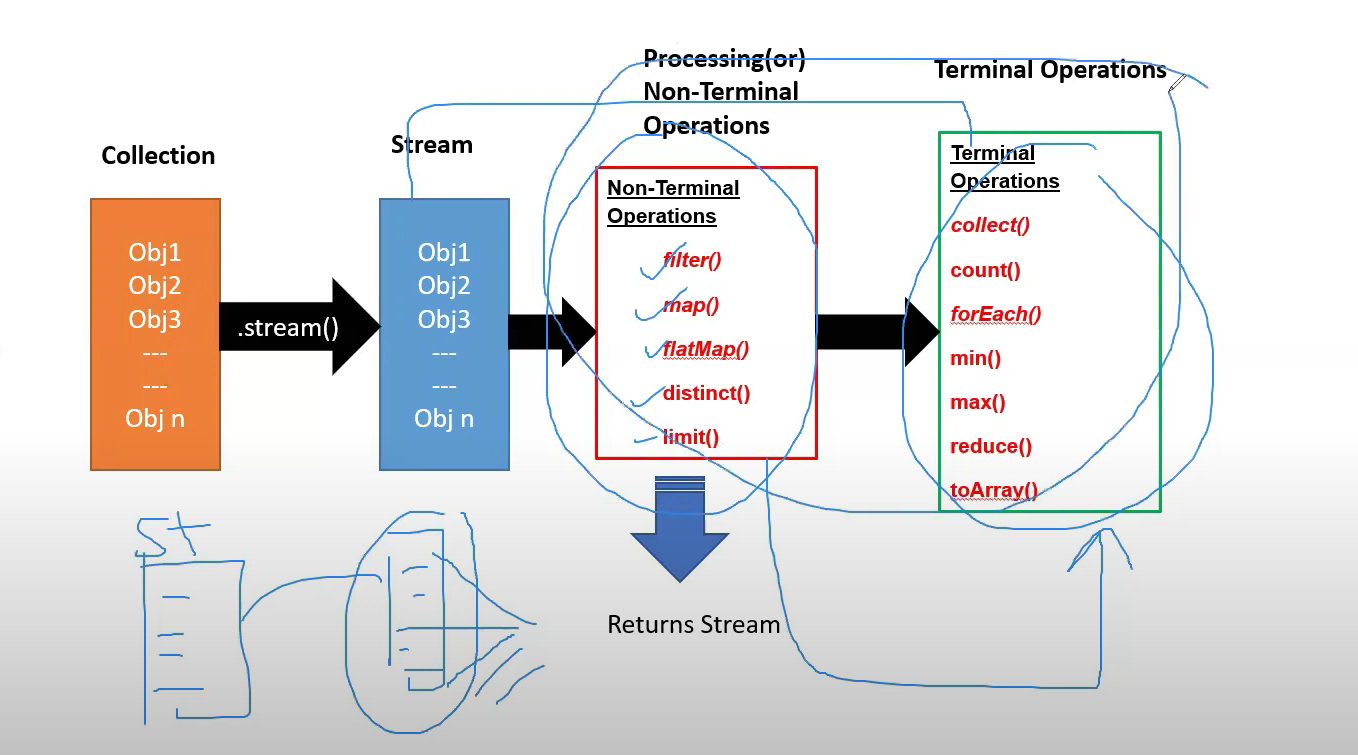 Collection
Obj1
Obj2
Obj3
---
---
Obj n
.stream()
Stream
Obj1
Obj2
Obj3
---
---
Obj n
Processing(or)
Non-Terminal
Operations
Non-Terminal
Operations
filter()
map()
flatMap()
distinct()
limit()
Returns Stream
Terminal Operations
Terminal
Operations
collect()
count()
forEach()
min()
max()
reduce()
toArray()
St